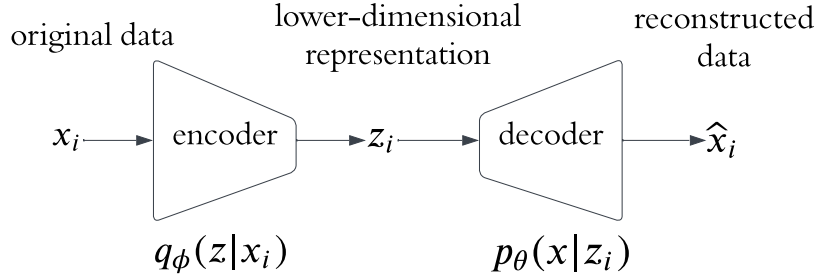 original data
lower-dimensional
representation
reconstructed
data
xᵢ
encoder
zᵢ
decoder
x̂ᵢ
q_ϕ(z|xᵢ)
p_θ(x|zᵢ)